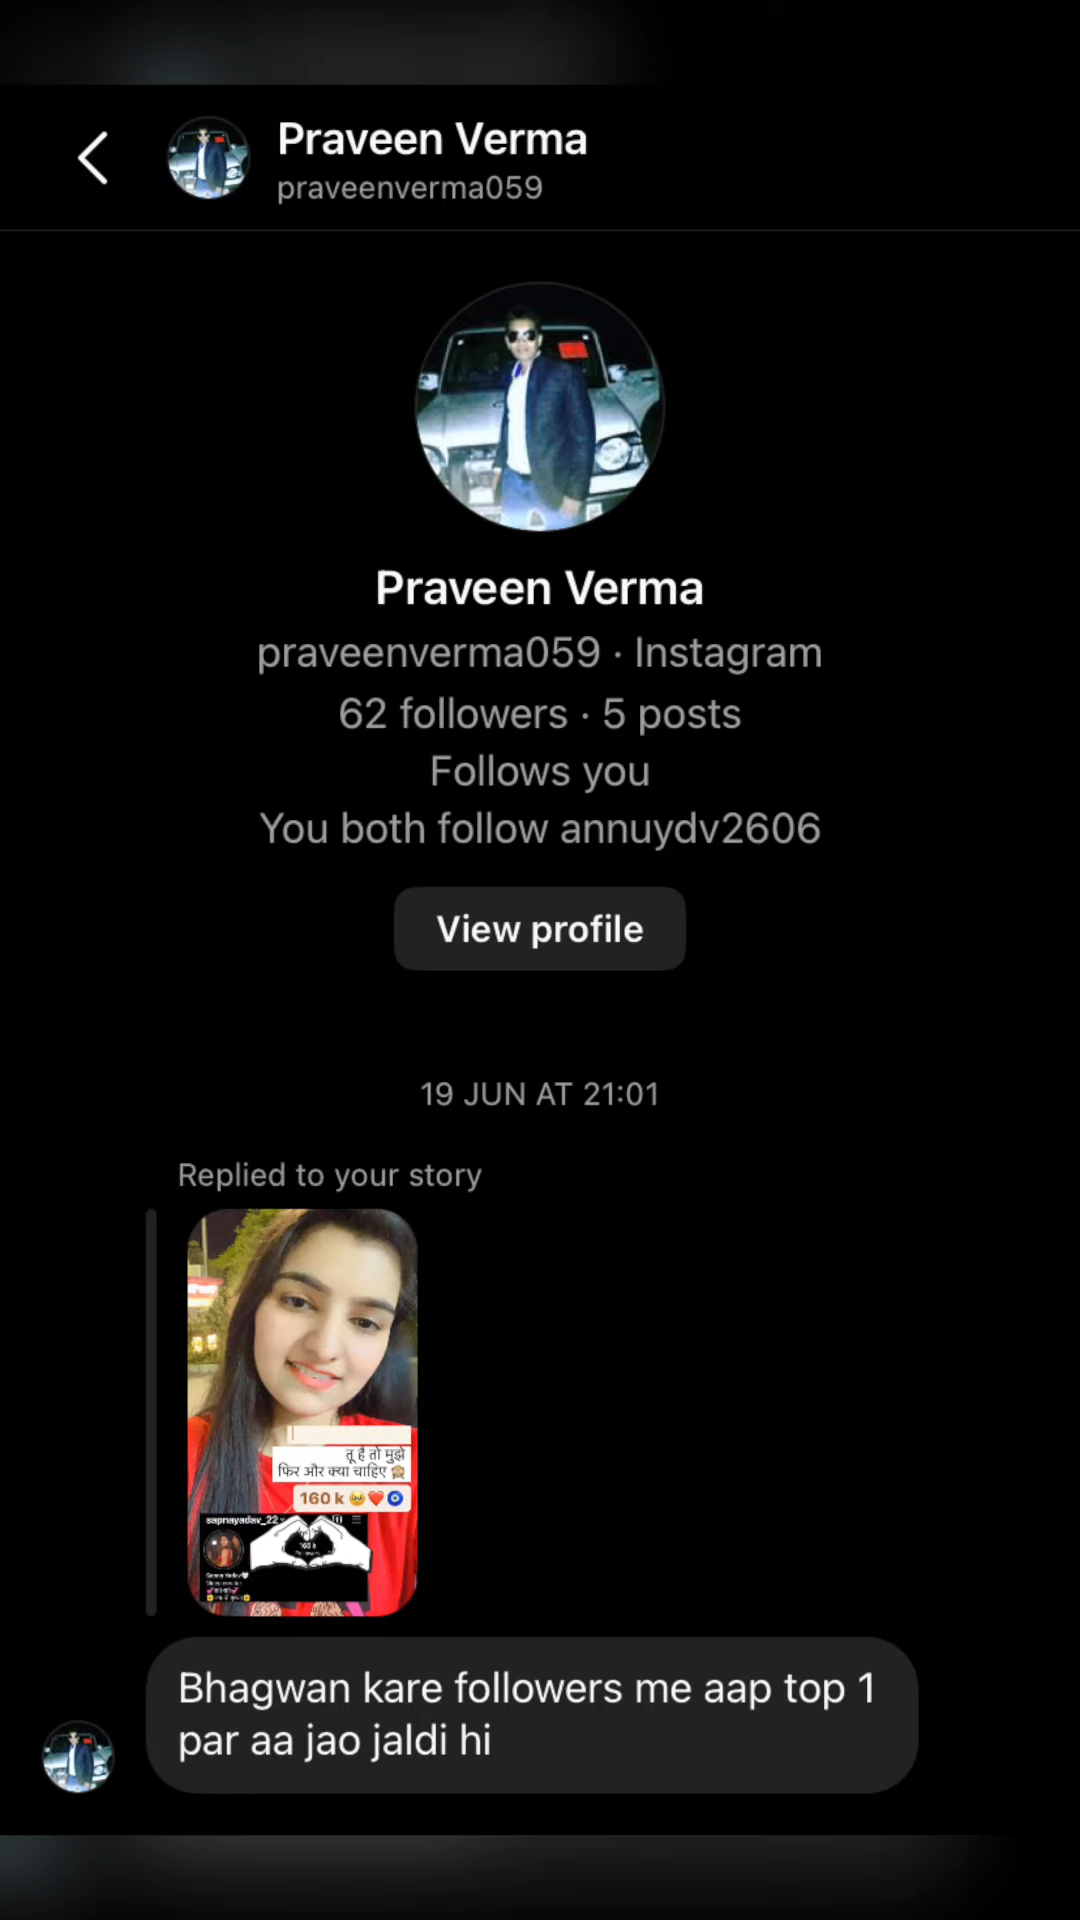 Praveen Verma
praveenverma059
Praveen Verma
praveenverma059 · Instagram
62 followers · 5 posts
Follows you
You both follow annuydv2606
View profile
19 JUN AT 21:01
Replied to your story
तू है तो मुझे
फिर और क्या चाहिए 🙈
160 k 🥹❤️🧿
sapnayadav_22
Bhagwan kare followers me aap top 1
par aa jao jaldi hi